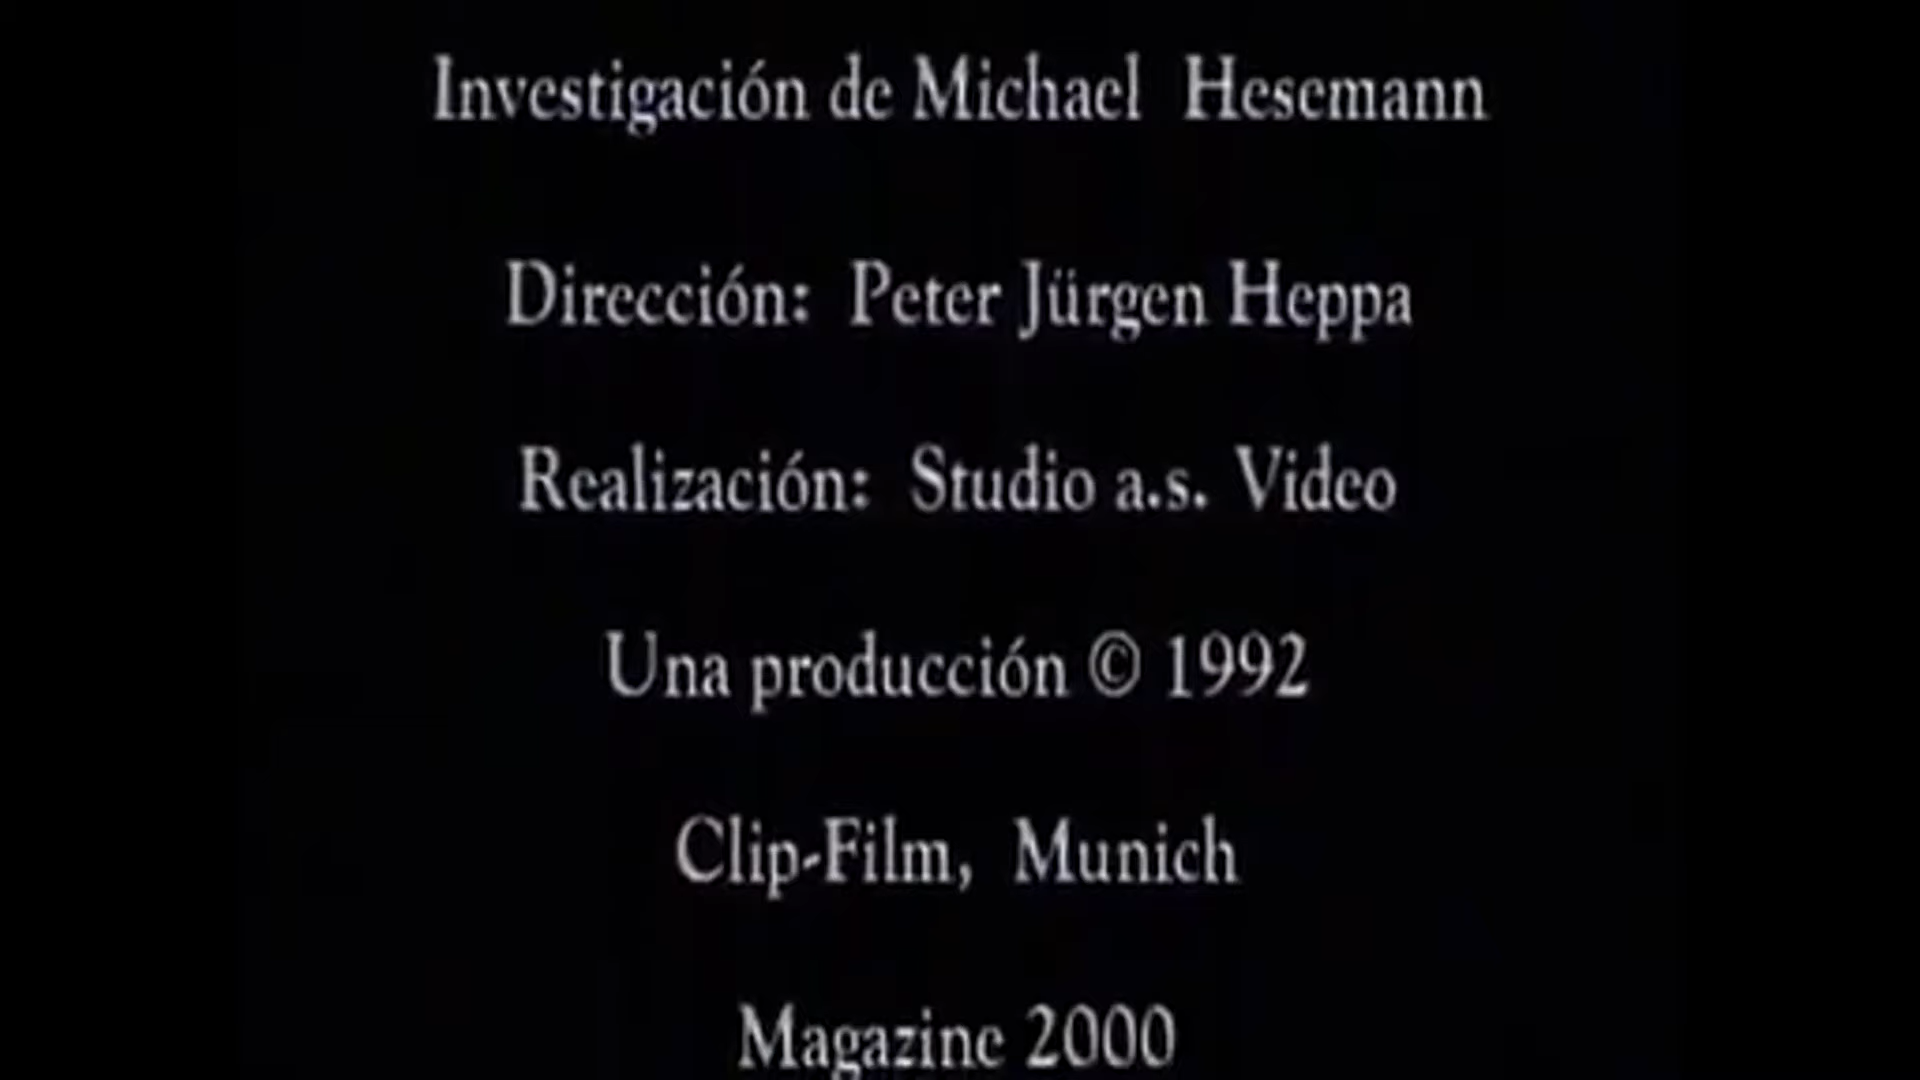 Investigación de Michael Hesemann
Dirección: Peter Jürgen Heppa
Realización: Studio a.s. Video
Una producción © 1992
Clip-Film, Munich
Magazine 2000